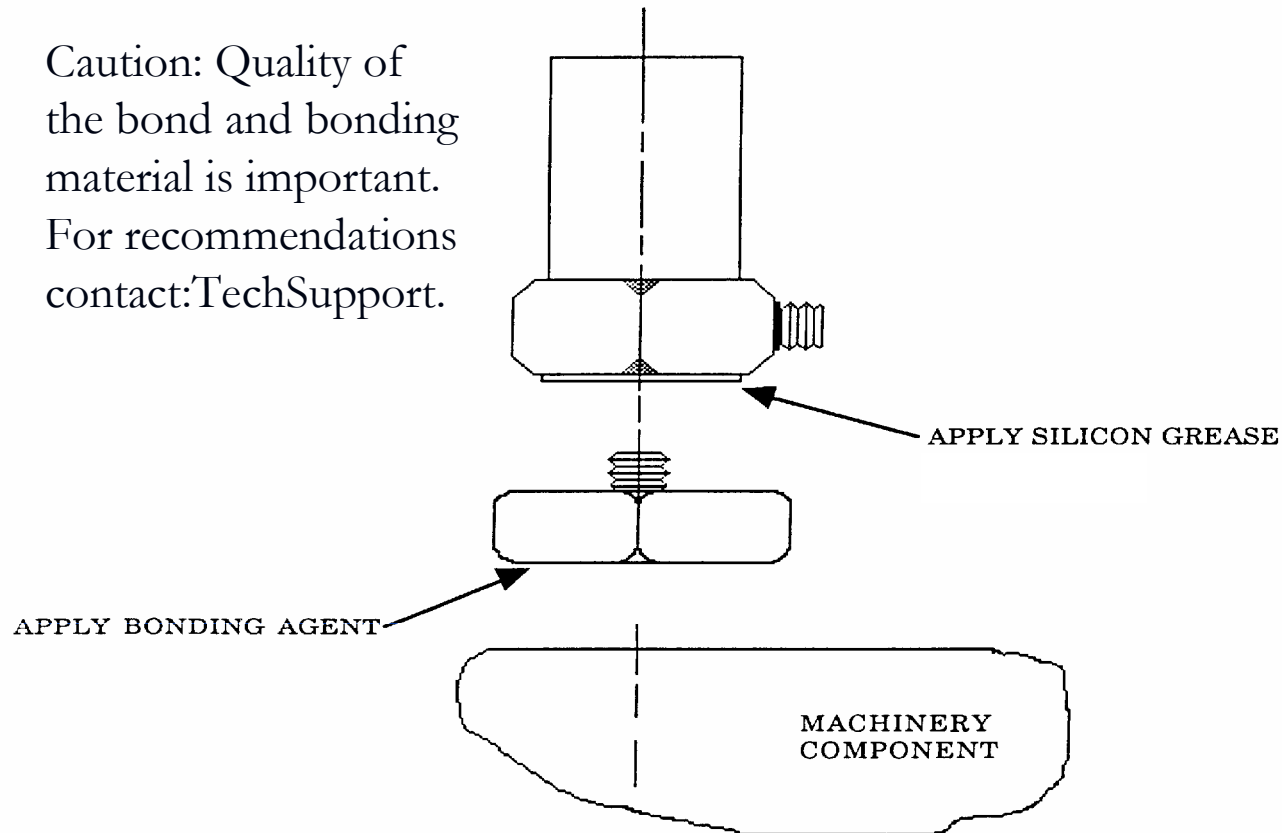 Caution: Quality of
the bond and bonding
material is important.
For recommendations
contact:TechSupport.
APPLY SILICON GREASE
APPLY BONDING AGENT
MACHINERY
COMPONENT